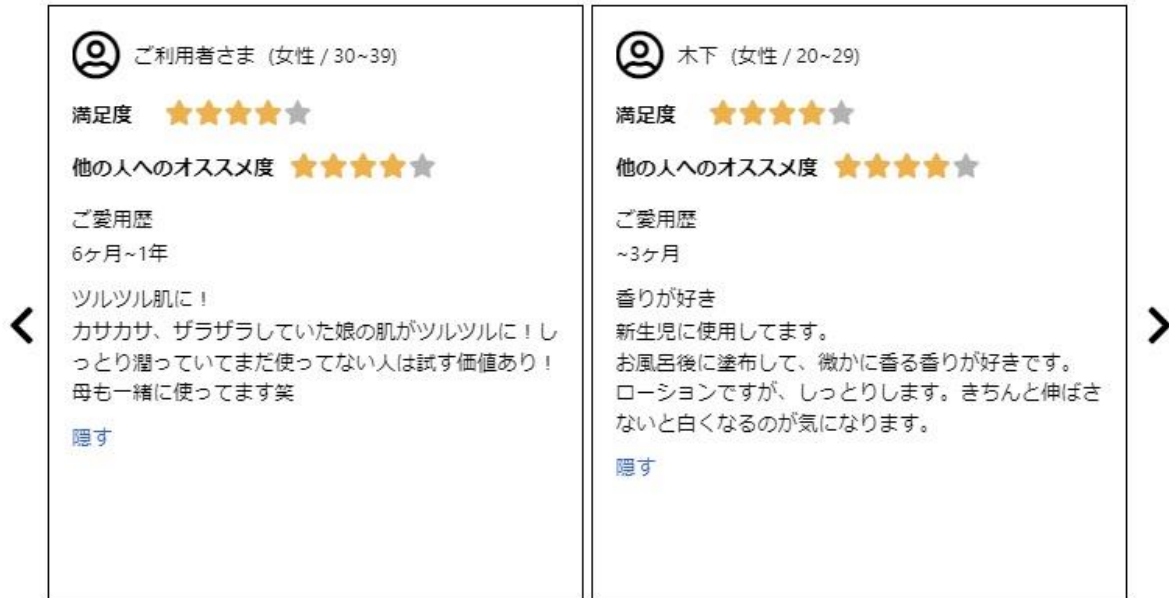 ご利用者さま (女性 / 30~39)
満足度
他の人へのオススメ度
ご愛用歴
6ヶ月~1年
ツルツル肌に！
カサカサ、ザラザラしていた娘の肌がツルツルに！し
っとり潤っていてまだ使ってない人は試す価値あり！
母も一緒に使ってます笑
隠す
木下 (女性 / 20~29)
満足度
他の人へのオススメ度
ご愛用歴
~3ヶ月
香りが好き
新生児に使用してます。
お風呂後に塗布して、微かに香る香りが好きです。
ローションですが、しっとりします。きちんと伸ばさ
ないと白くなるのが気になります。
隠す